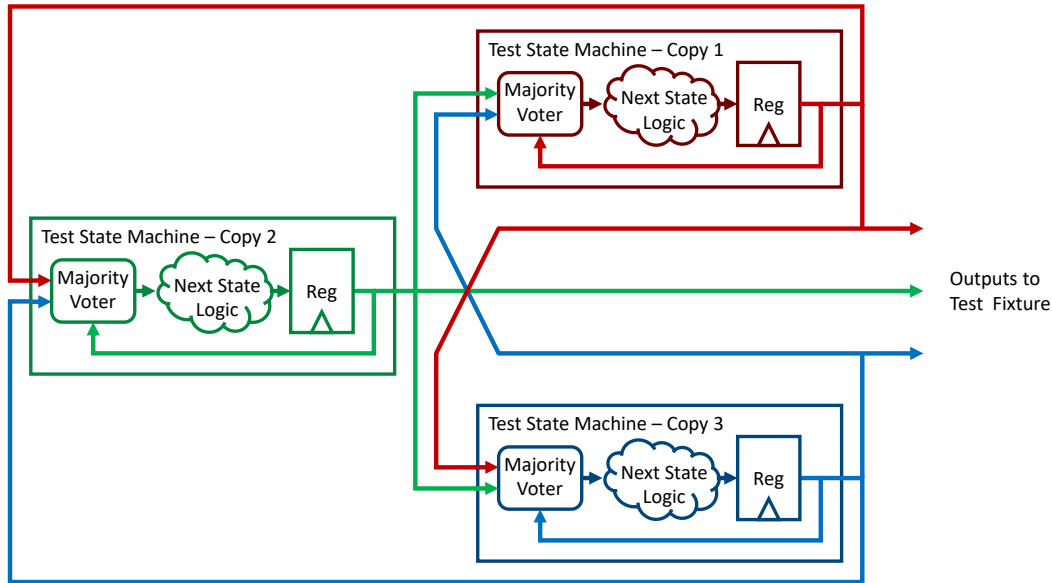 Test State Machine – Copy 1
Majority
Voter
Next State
Logic
Reg
Test State Machine – Copy 2
Majority
Voter
Next State
Logic
Reg
Outputs to
Test Fixture
Test State Machine – Copy 3
Majority
Voter
Next State
Logic
Reg